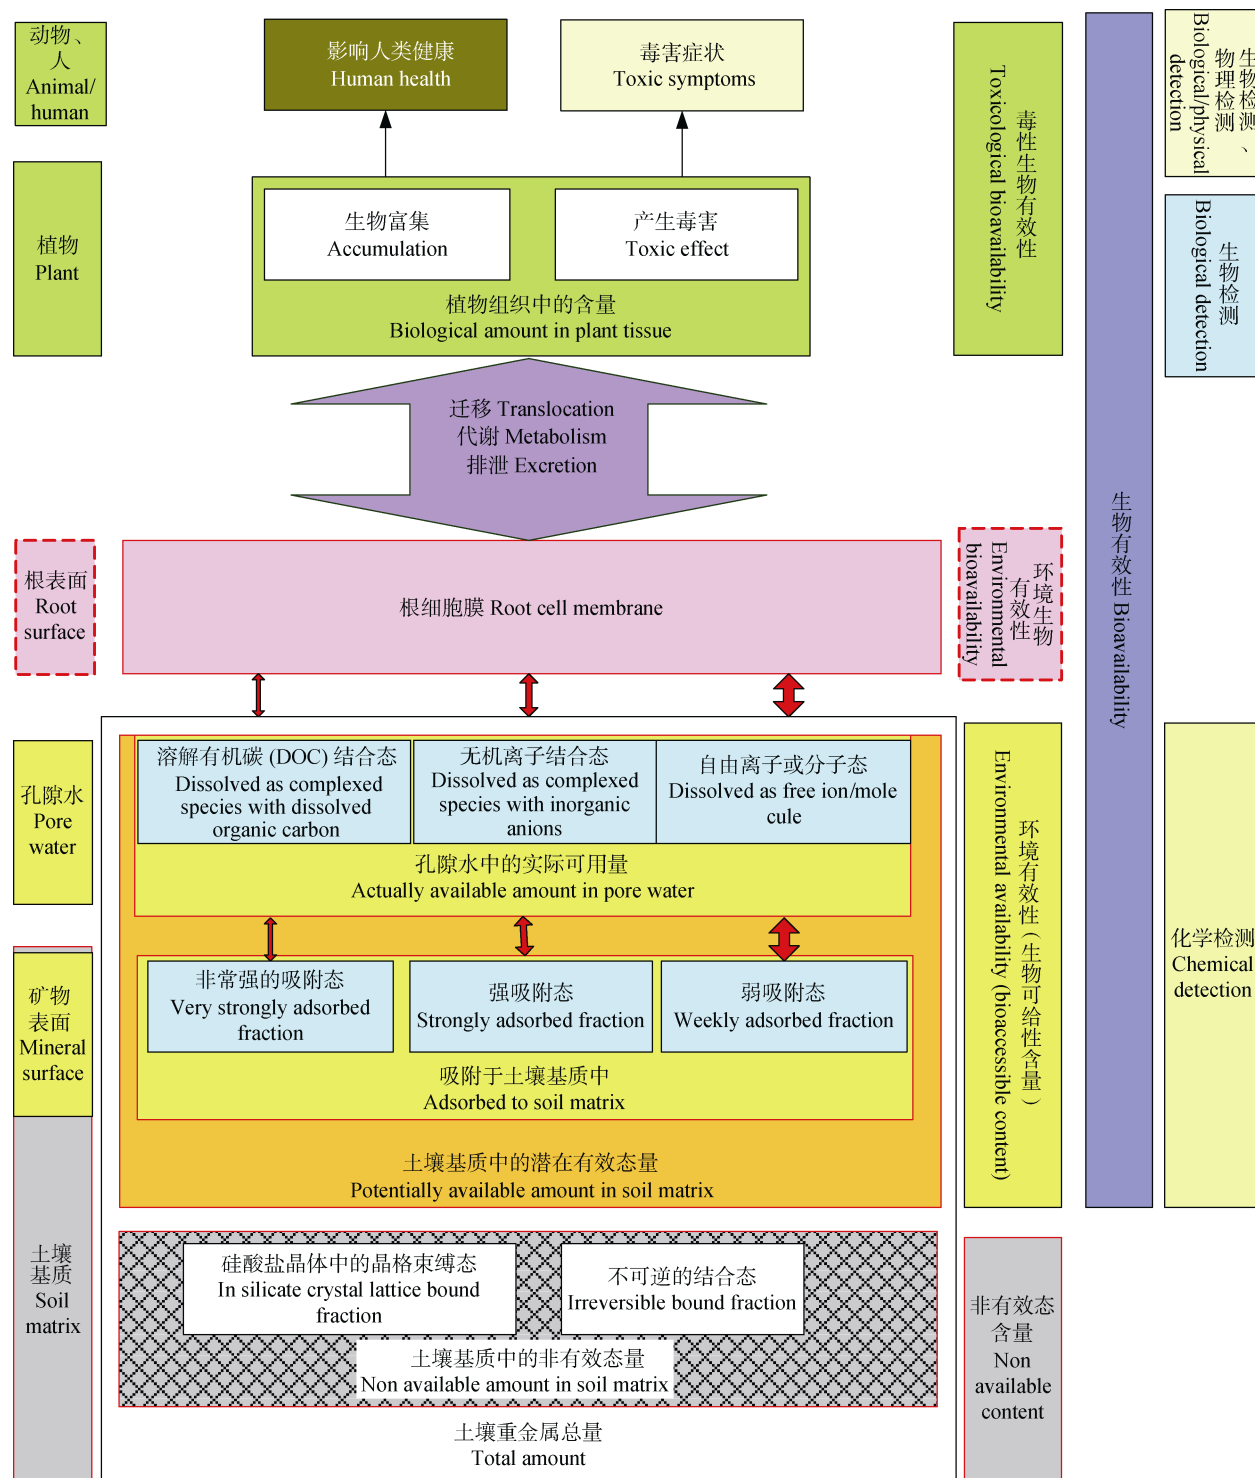 动物、
人
Animal/
human
影响人类健康
Human health
毒害症状
Toxic symptoms
毒性生物有效性
Toxicological bioavailability
生物检测、
物理检测
Biological/physical
detection
植物
Plant
生物富集
Accumulation
产生毒害
Toxic effect
植物组织中的含量
Biological amount in plant tissue
生物检测
Biological detection
迁移 Translocation
代谢 Metabolism
排泄 Excretion
生物有效性 Bioavailability
根表面
Root
surface
根细胞膜 Root cell membrane
环境生物
有效性
Environmental
bioavailability
孔隙水
Pore
water
溶解有机碳 (DOC) 结合态
Dissolved as complexed
species with dissolved
organic carbon
无机离子结合态
Dissolved as complexed
species with inorganic
anions
自由离子或分子态
Dissolved as free ion/mole
cule
孔隙水中的实际可用量
Actually available amount in pore water
环境有效性 ( 生物可给性含量 )
Environmental availability (bioaccessible content)
化学检测
Chemical
detection
矿物
表面
Mineral
surface
非常强的吸附态
Very strongly adsorbed
fraction
强吸附态
Strongly adsorbed fraction
弱吸附态
Weekly adsorbed fraction
吸附于土壤基质中
Adsorbed to soil matrix
土壤基质中的潜在有效态量
Potentially available amount in soil matrix
土壤
基质
Soil
matrix
硅酸盐晶体中的晶格束缚态
In silicate crystal lattice bound
fraction
不可逆的结合态
Irreversible bound fraction
土壤基质中的非有效态量
Non available amount in soil matrix
非有效态
含量
Non
available
content
土壤重金属总量
Total amount